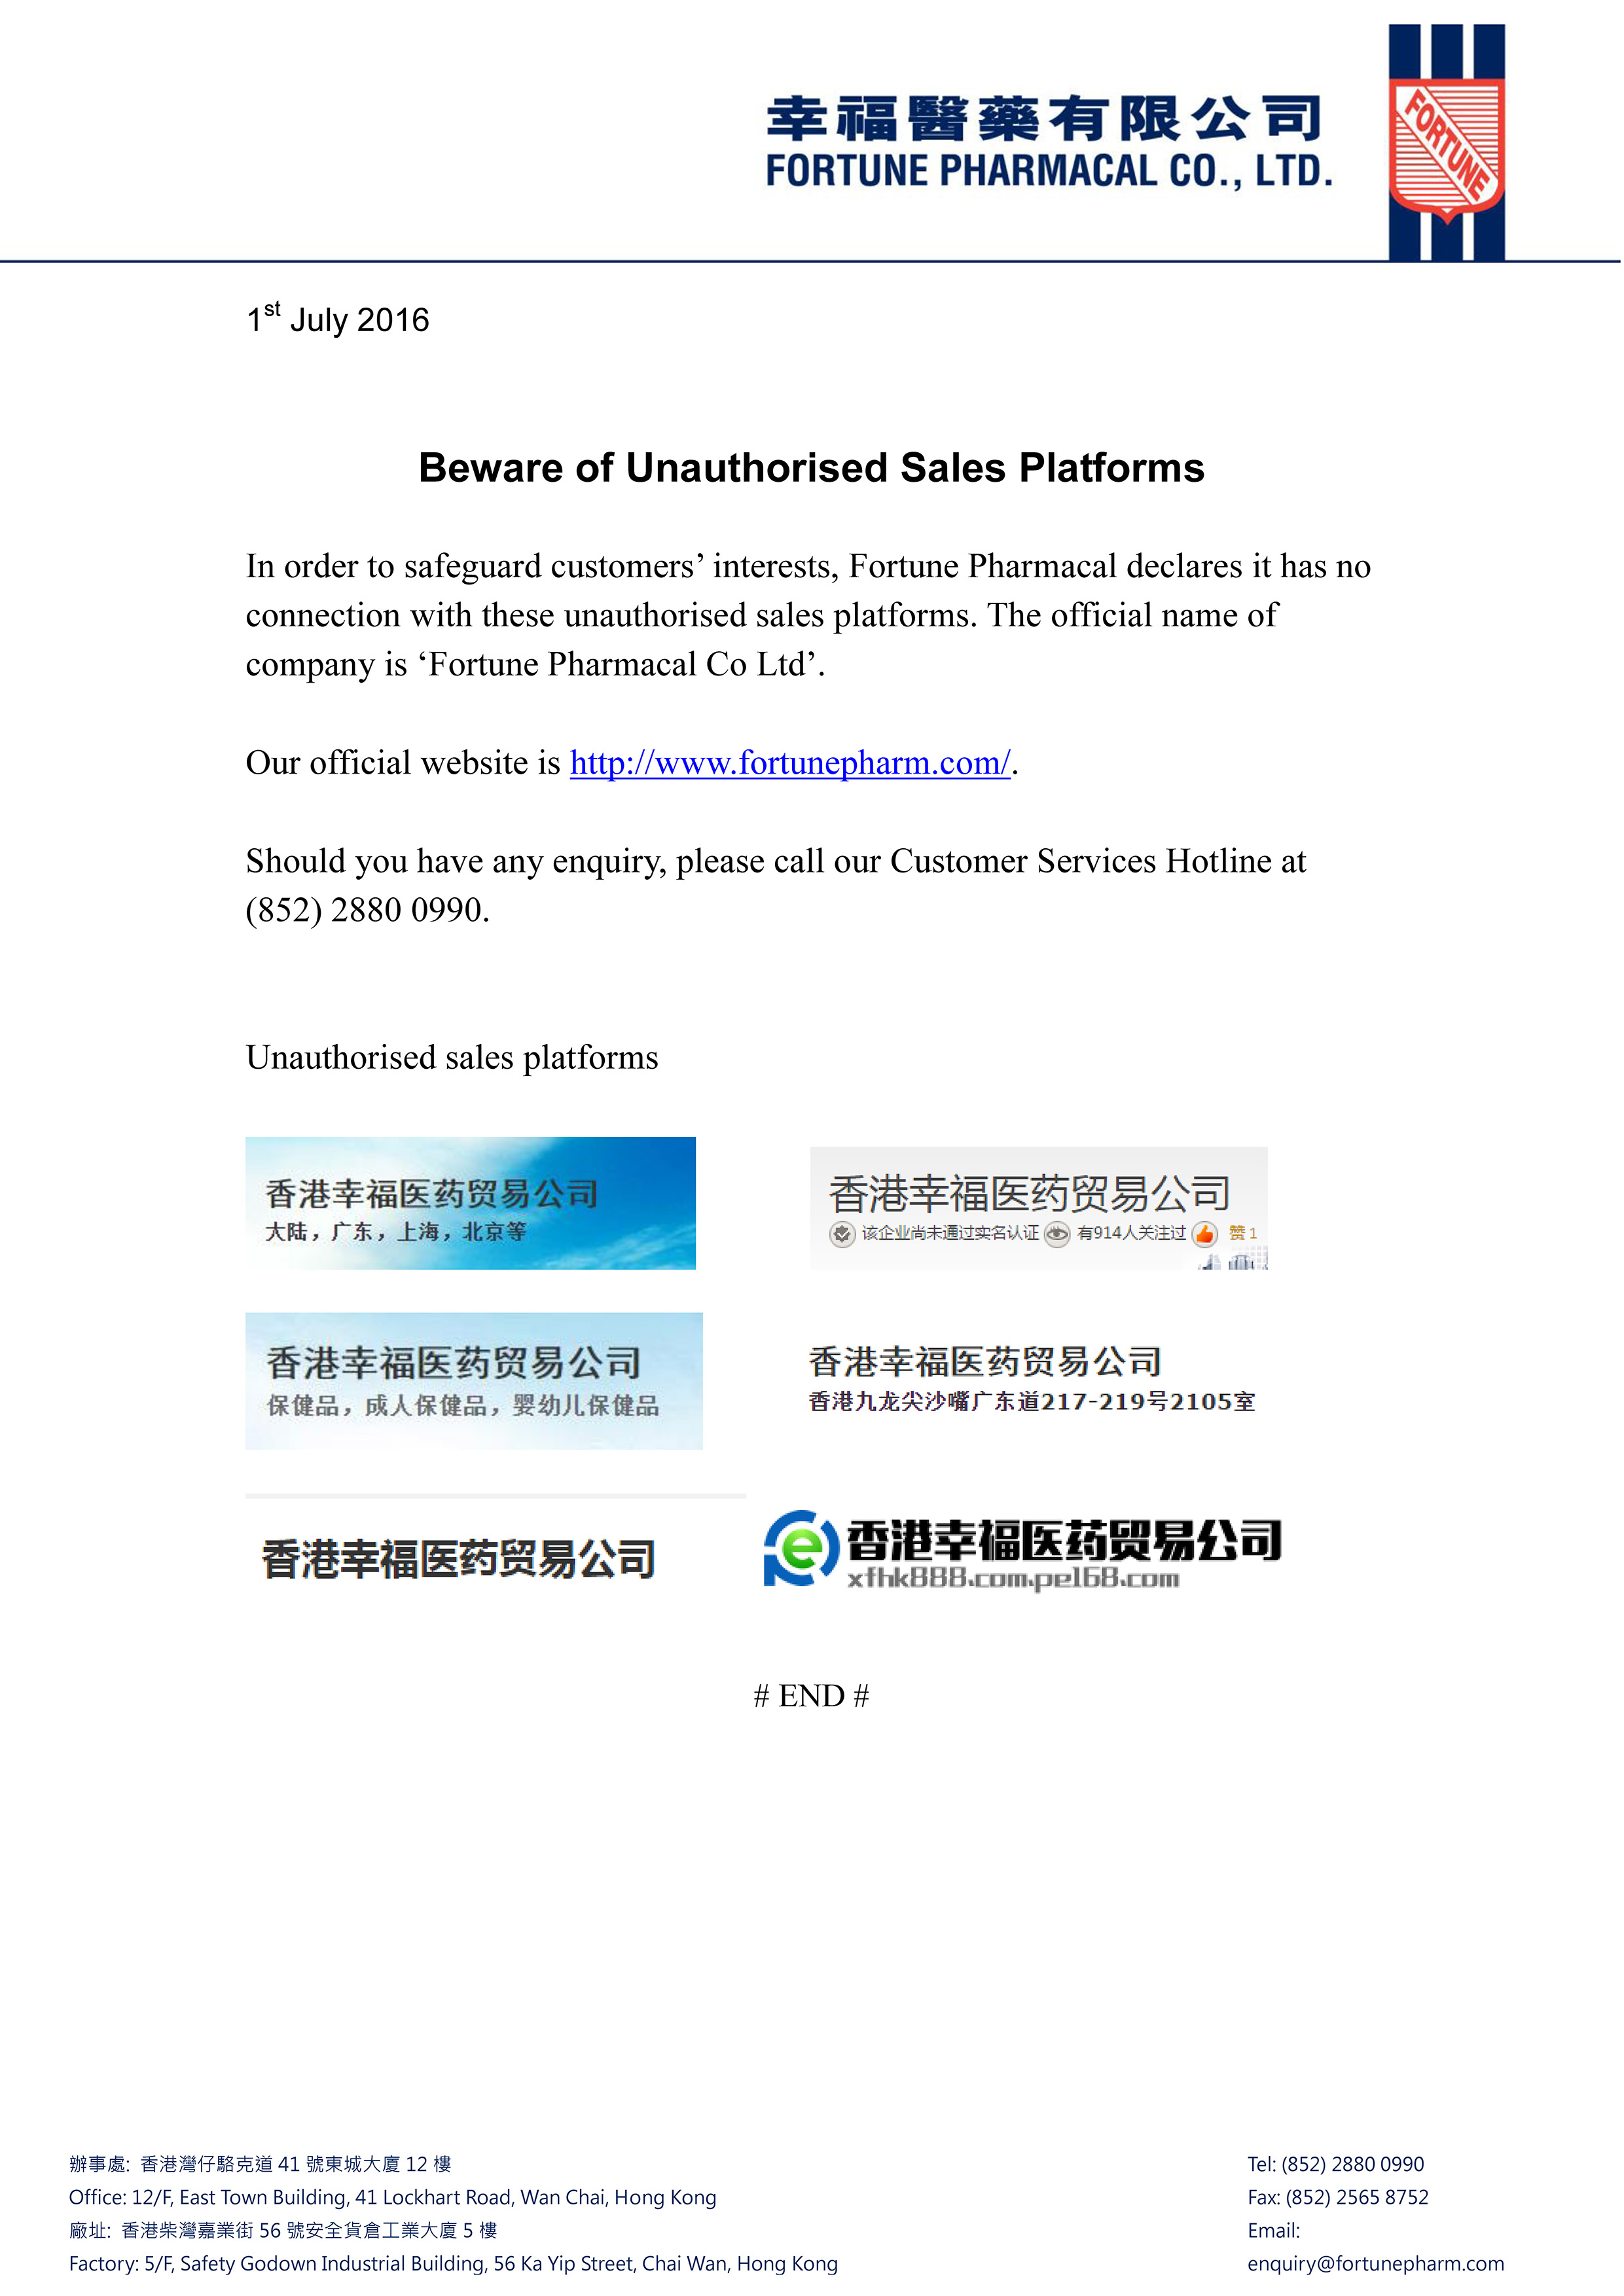 幸福醫藥有限公司
FORTUNE PHARMACAL CO., LTD.
FORTUNE
1st July 2016
Beware of Unauthorised Sales Platforms
In order to safeguard customers’ interests, Fortune Pharmacal declares it has no
connection with these unauthorised sales platforms. The official name of
company is ‘Fortune Pharmacal Co Ltd’.
Our official website is http://www.fortunepharm.com/.
Should you have any enquiry, please call our Customer Services Hotline at
(852) 2880 0990.
Unauthorised sales platforms
香港幸福医药贸易公司
大陆，广东，上海，北京等
香港幸福医药贸易公司
该企业尚未通过实名认证 有914人关注过 赞 1
香港幸福医药贸易公司
保健品，成人保健品，婴幼儿保健品
香港幸福医药贸易公司
香港九龙尖沙嘴广东道217-219号2105室
香港幸福医药贸易公司
香港幸福医药贸易公司
xfhk888.com.pe168.com
# END #
辦事處: 香港灣仔駱克道 41 號東城大廈 12 樓
Office: 12/F, East Town Building, 41 Lockhart Road, Wan Chai, Hong Kong
廠址: 香港柴灣嘉業街 56 號安全貨倉工業大廈 5 樓
Factory: 5/F, Safety Godown Industrial Building, 56 Ka Yip Street, Chai Wan, Hong Kong
Tel: (852) 2880 0990
Fax: (852) 2565 8752
Email:
enquiry@fortunepharm.com